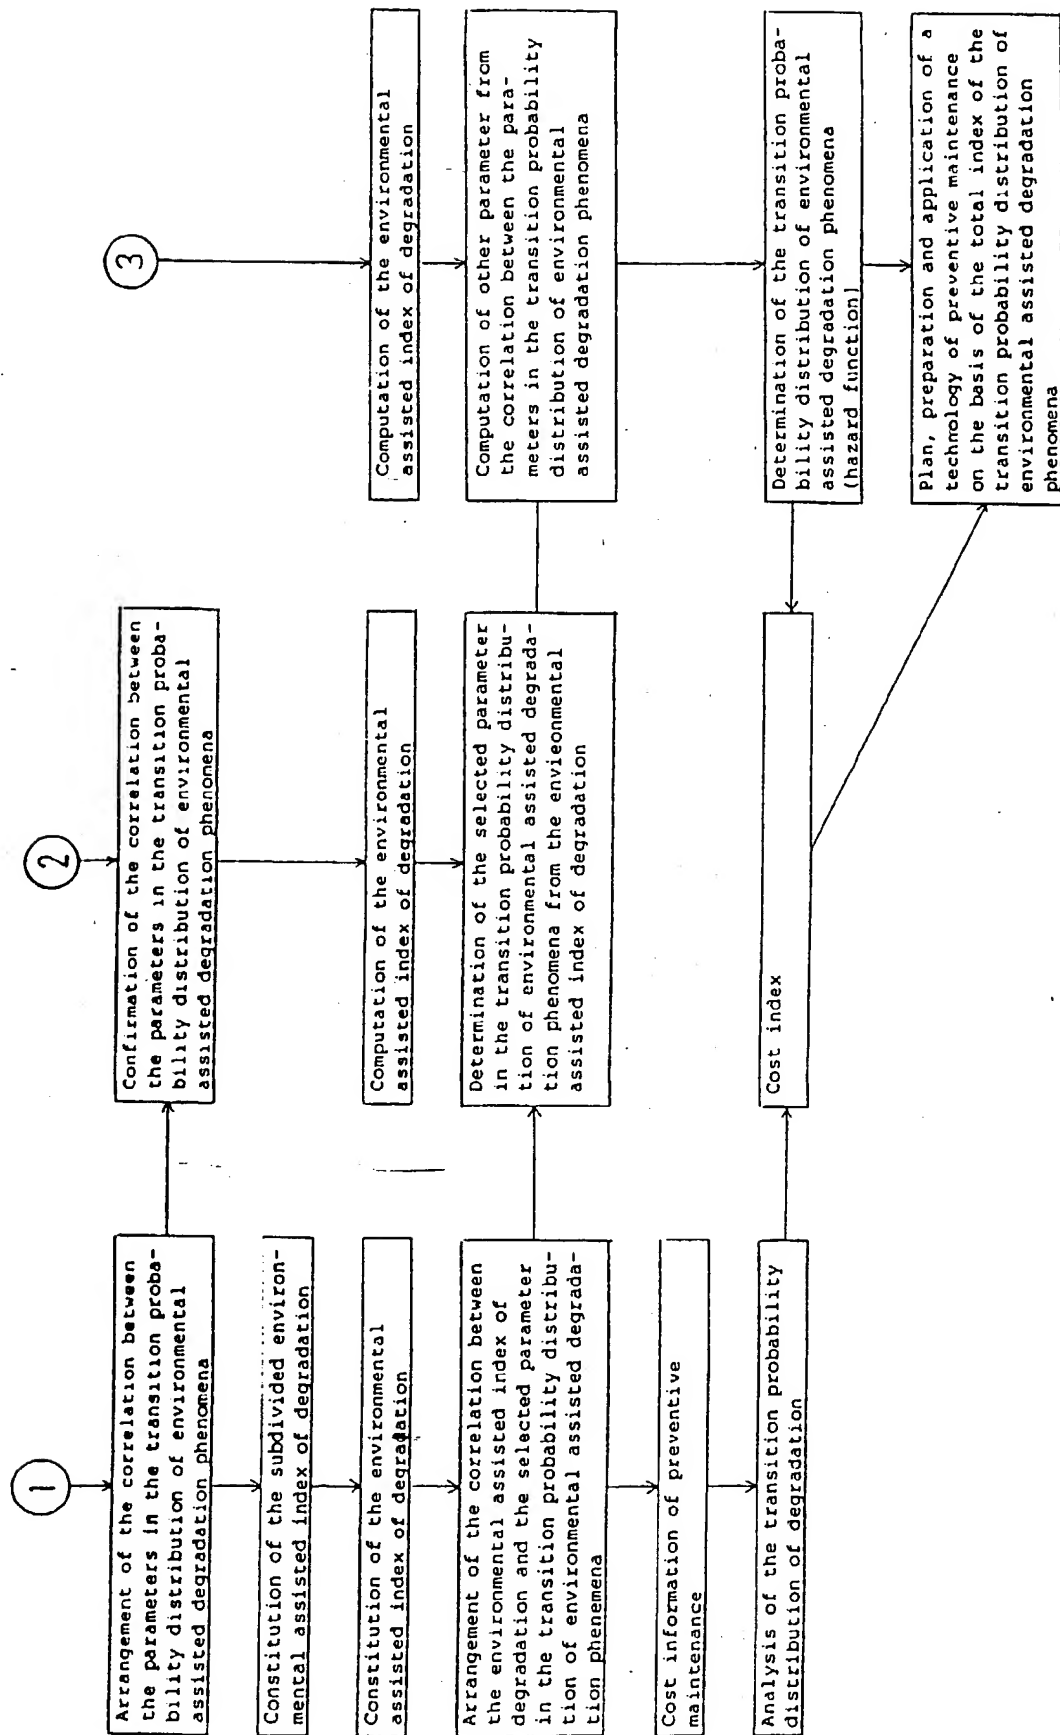 1
Arrangement of the correlation between
the parameters in the transition proba-
bility distribution of environmental
assisted degradation phenomena
Constitution of the subdivided environ-
mental assisted index of degradation
Constitution of the environmental
assisted index of degradation
Arrangement of the correlation between
the environmental assisted index of
degradation and the selected parameter
in the transition probability distribu-
tion of environmental assisted degrada-
tion phenemena
Cost information of preventive
maintenance
Analysis of the transition probability
distribution of degradation
2
Confirmation of the correlation between
the parameters in the transition proba-
bility distribution of environmental
assisted degradation phenonena
Computation of the environmental
assisted index of degradation
Determination of the selected parameter
in the transition probability distribu-
tion of environmental assisted degrada-
tion phenomena from the envieonmental
assisted index of degradation
Cost index
3
Computation of the environmental
assisted index of degradation
Computation of other parameter from
the correlation between the para-
meters in the transition probability
distribution of environmental
assisted degradation phenomena
Determination of the transition proba-
bility distribution of environmental
assisted degradation phenomena
(hazard function)
Plan, preparation and application of a
technology of preventive maintenance
on the basis of the total index of the
transition probability distribution of
environmental assisted degradation
phenomena